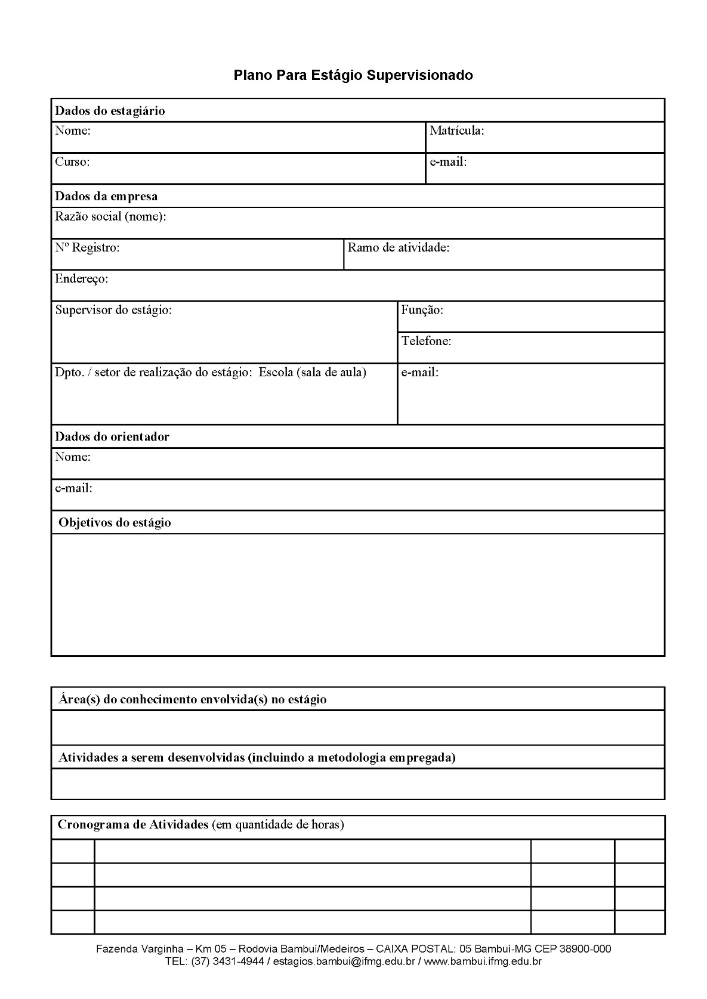 Plano Para Estágio Supervisionado
Dados do estagiário
Nome:
Matrícula:
Curso:
e-mail:
Dados da empresa
Razão social (nome):
Nº Registro:
Ramo de atividade:
Endereço:
Supervisor do estágio:
Função:
Telefone:
Dpto. / setor de realização do estágio:  Escola (sala de aula)
e-mail:
Dados do orientador
Nome:
e-mail:
Objetivos do estágio
Área(s) do conhecimento envolvida(s) no estágio
Atividades a serem desenvolvidas (incluindo a metodologia empregada)
Cronograma de Atividades (em quantidade de horas)
Fazenda Varginha – Km 05 – Rodovia Bambuí/Medeiros – CAIXA POSTAL: 05 Bambuí-MG CEP 38900-000
TEL: (37) 3431-4944 / estagios.bambui@ifmg.edu.br / www.bambui.ifmg.edu.br